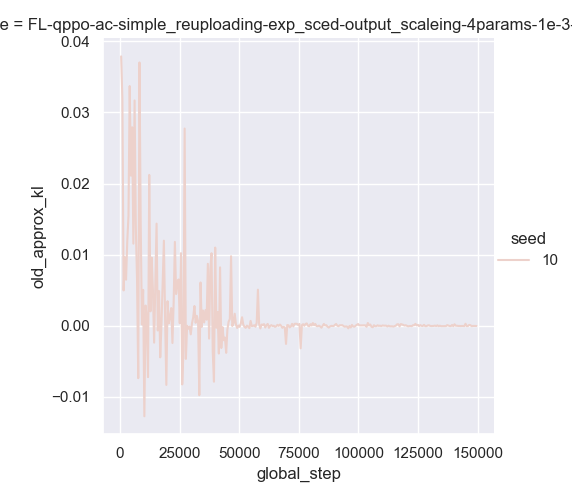 e = FL-qppo-ac-simple_reuploading-exp_sced-output_scaleing-4params-1e-3-
0.04
0.03
0.02
0.01
0.00
−0.01
old_approx_kl
0 25000 50000 75000 100000 125000 150000
global_step
seed
10